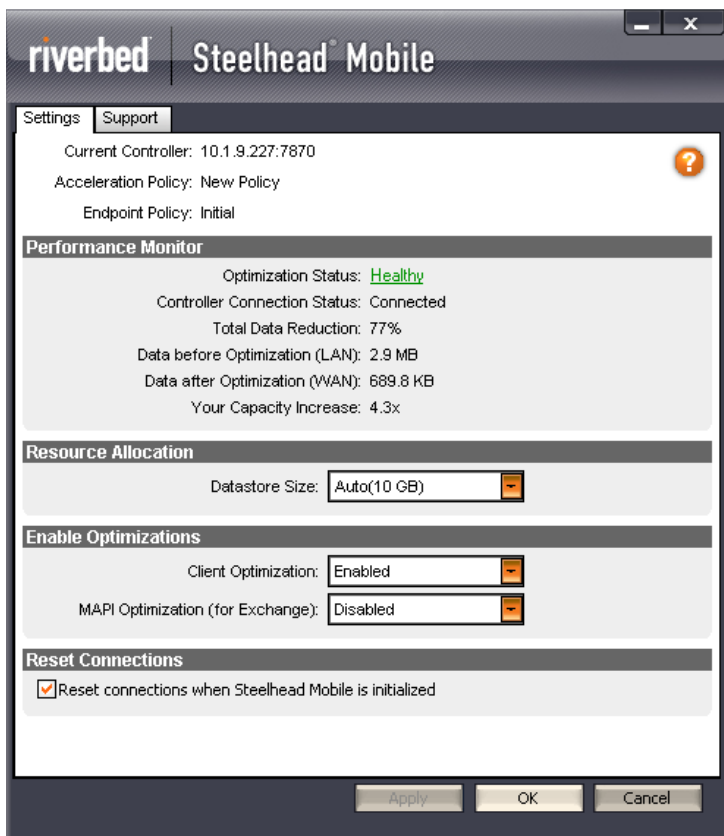 riverbed Steelhead® Mobile
Settings Support
Current Controller: 10.1.9.227:7870
Acceleration Policy: New Policy
Endpoint Policy: Initial
?
Performance Monitor
Optimization Status: Healthy
Controller Connection Status: Connected
Total Data Reduction: 77%
Data before Optimization (LAN): 2.9 MB
Data after Optimization (WAN): 689.8 KB
Your Capacity Increase: 4.3x
Resource Allocation
Datastore Size: Auto(10 GB)
Enable Optimizations
Client Optimization: Enabled
MAPI Optimization (for Exchange): Disabled
Reset Connections
Reset connections when Steelhead Mobile is initialized
Apply OK Cancel